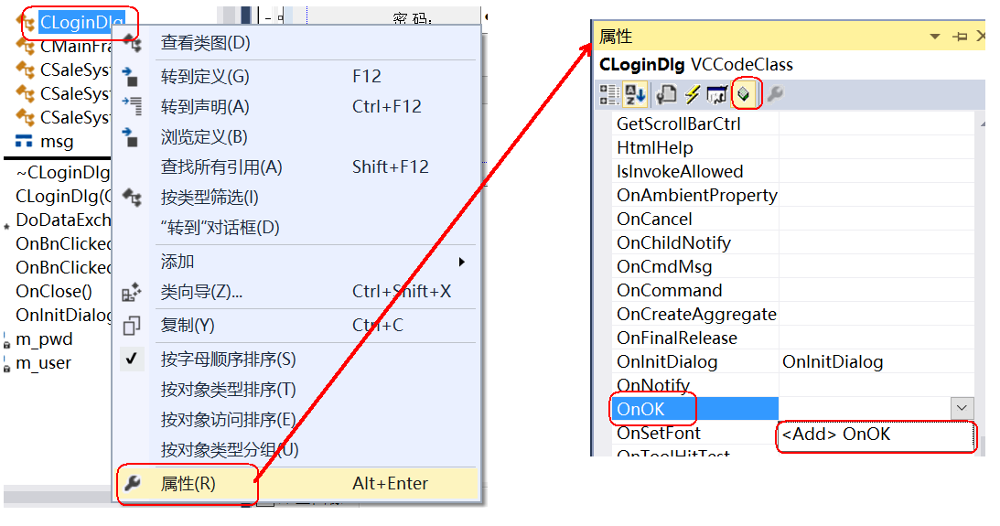 CLoginDlg
CMainFra
CSaleSyst
CSaleSyst
CSaleSyst
msg
~CLoginDlg
CLoginDlg(C
DoDataExch
OnBnClicked
OnBnClicked
OnClose()
OnInitDialog
m_pwd
m_user
密码:
查看类图(D)
转到定义(G) F12
转到声明(A) Ctrl+F12
浏览定义(B)
查找所有引用(A) Shift+F12
按类型筛选(I)
“转到”对话框(D)
添加
类向导(Z)... Ctrl+Shift+X
复制(Y) Ctrl+C
按字母顺序排序(S)
按对象类型排序(T)
按对象访问排序(E)
按对象类型分组(U)
属性(R) Alt+Enter
属性
CLoginDlg VCCodeClass
GetScrollBarCtrl
HtmlHelp
IsInvokeAllowed
OnAmbientProperty
OnCancel
OnChildNotify
OnCmdMsg
OnCommand
OnCreateAggregate
OnFinalRelease
OnInitDialog OnInitDialog
OnNotify
OnOK
OnSetFont <Add> OnOK
OnToolHitTest